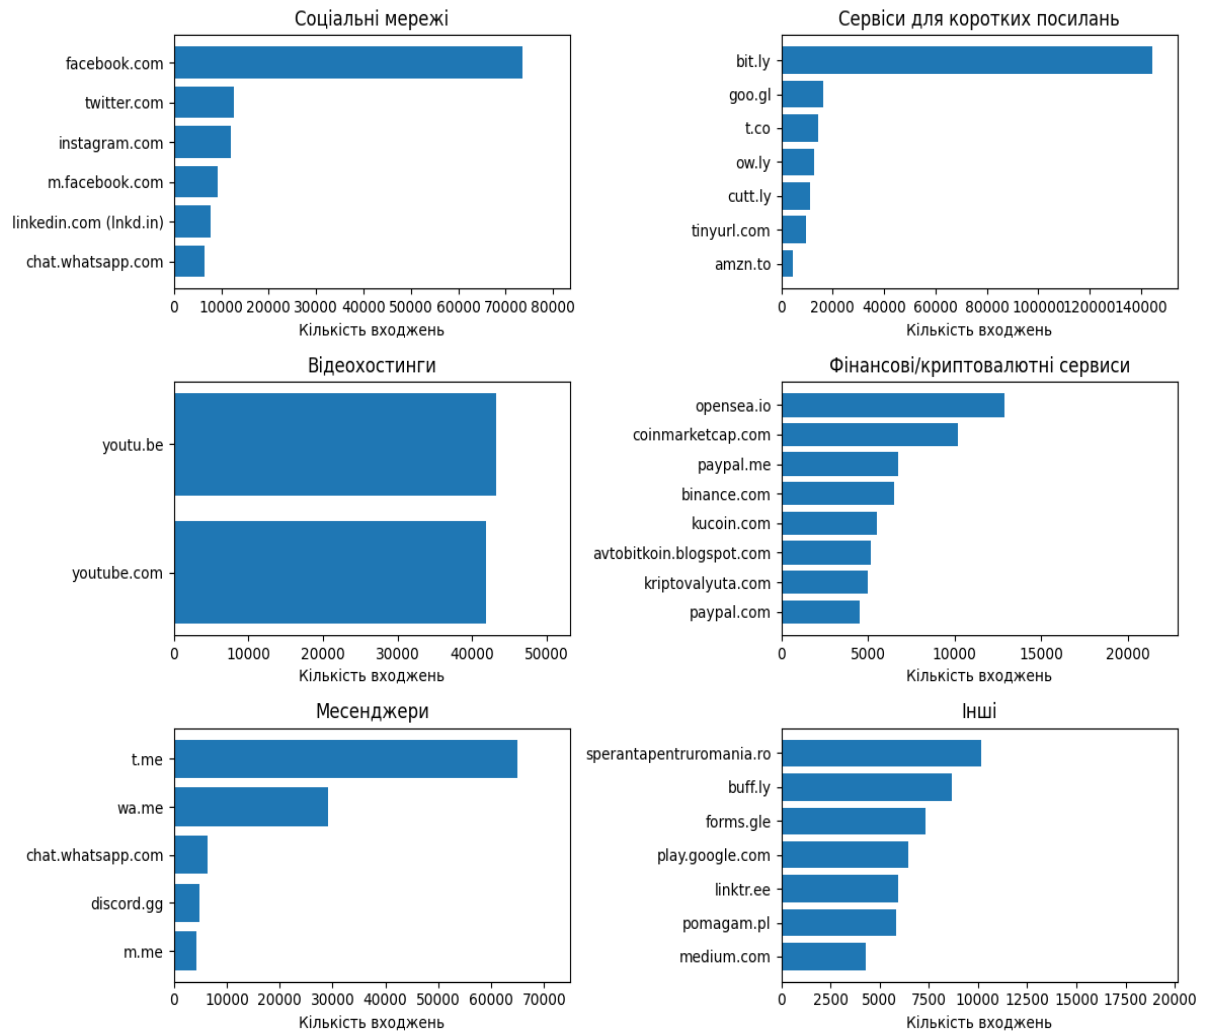 Соціальні мережі
facebook.com
twitter.com
instagram.com
m.facebook.com
linkedin.com (lnkd.in)
chat.whatsapp.com
0 10000 20000 30000 40000 50000 60000 70000 80000
Кількість входжень
Сервіси для коротких посилань
bit.ly
goo.gl
t.co
ow.ly
cutt.ly
tinyurl.com
amzn.to
0 20000 40000 60000 80000 100000 120000 140000
Кількість входжень
Відеохостинги
youtu.be
youtube.com
0 10000 20000 30000 40000 50000
Кількість входжень
Фінансові/криптовалютні сервиси
opensea.io
coinmarketcap.com
paypal.me
binance.com
kucoin.com
avtobitkoin.blogspot.com
kriptovalyuta.com
paypal.com
0 5000 10000 15000 20000
Кількість входжень
Месенджери
t.me
wa.me
chat.whatsapp.com
discord.gg
m.me
0 10000 20000 30000 40000 50000 60000 70000
Кількість входжень
Інші
sperantapentruromania.ro
buff.ly
forms.gle
play.google.com
linktr.ee
pomagam.pl
medium.com
0 2500 5000 7500 10000 12500 15000 17500 20000
Кількість входжень